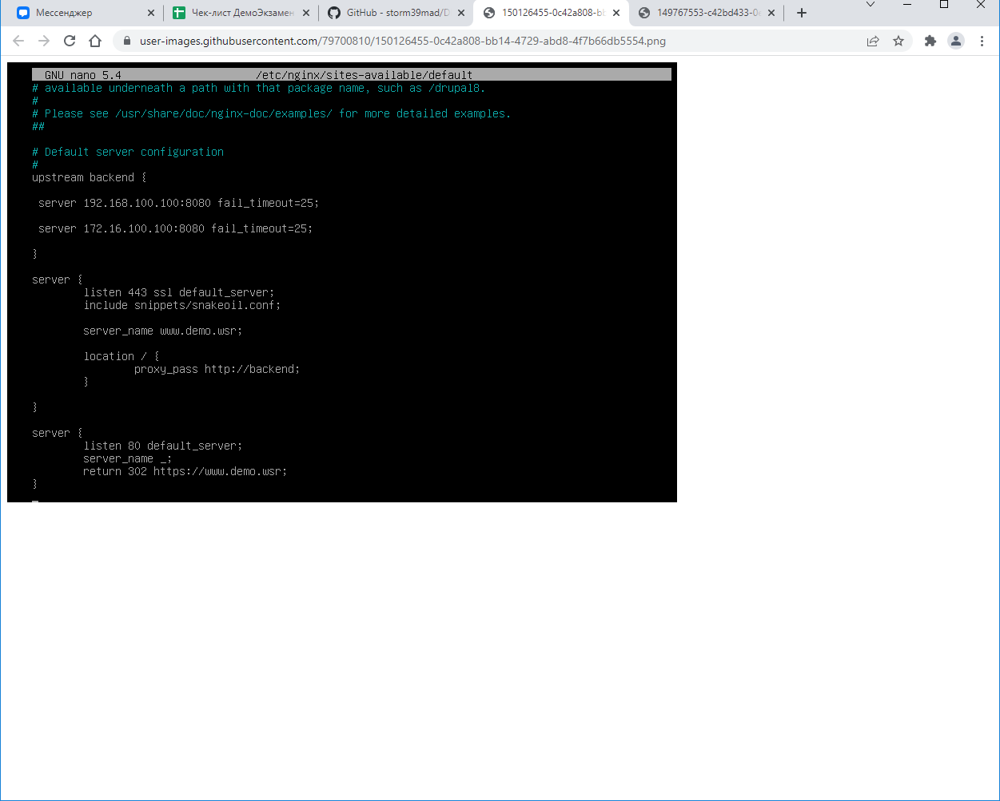 Мессенджер
Чек-лист ДемоЭкзамен
GitHub - storm39mad/D
150126455-0c42a808-bb
149767553-c42bd433-0
user-images.githubusercontent.com/79700810/150126455-0c42a808-bb14-4729-abd8-4f7b66db5554.png
GNU nano 5.4 /etc/nginx/sites-available/default
# available underneath a path with that package name, such as /drupal8.
#
# Please see /usr/share/doc/nginx-doc/examples/ for more detailed examples.
##
# Default server configuration
#
upstream backend {
server 192.168.100.100:8080 fail_timeout=25;
server 172.16.100.100:8080 fail_timeout=25;
}
server {
listen 443 ssl default_server;
include snippets/snakeoil.conf;
server_name www.demo.wsr;
location / {
proxy_pass http://backend;
}
}
server {
listen 80 default_server;
server_name _;
return 302 https://www.demo.wsr;
}